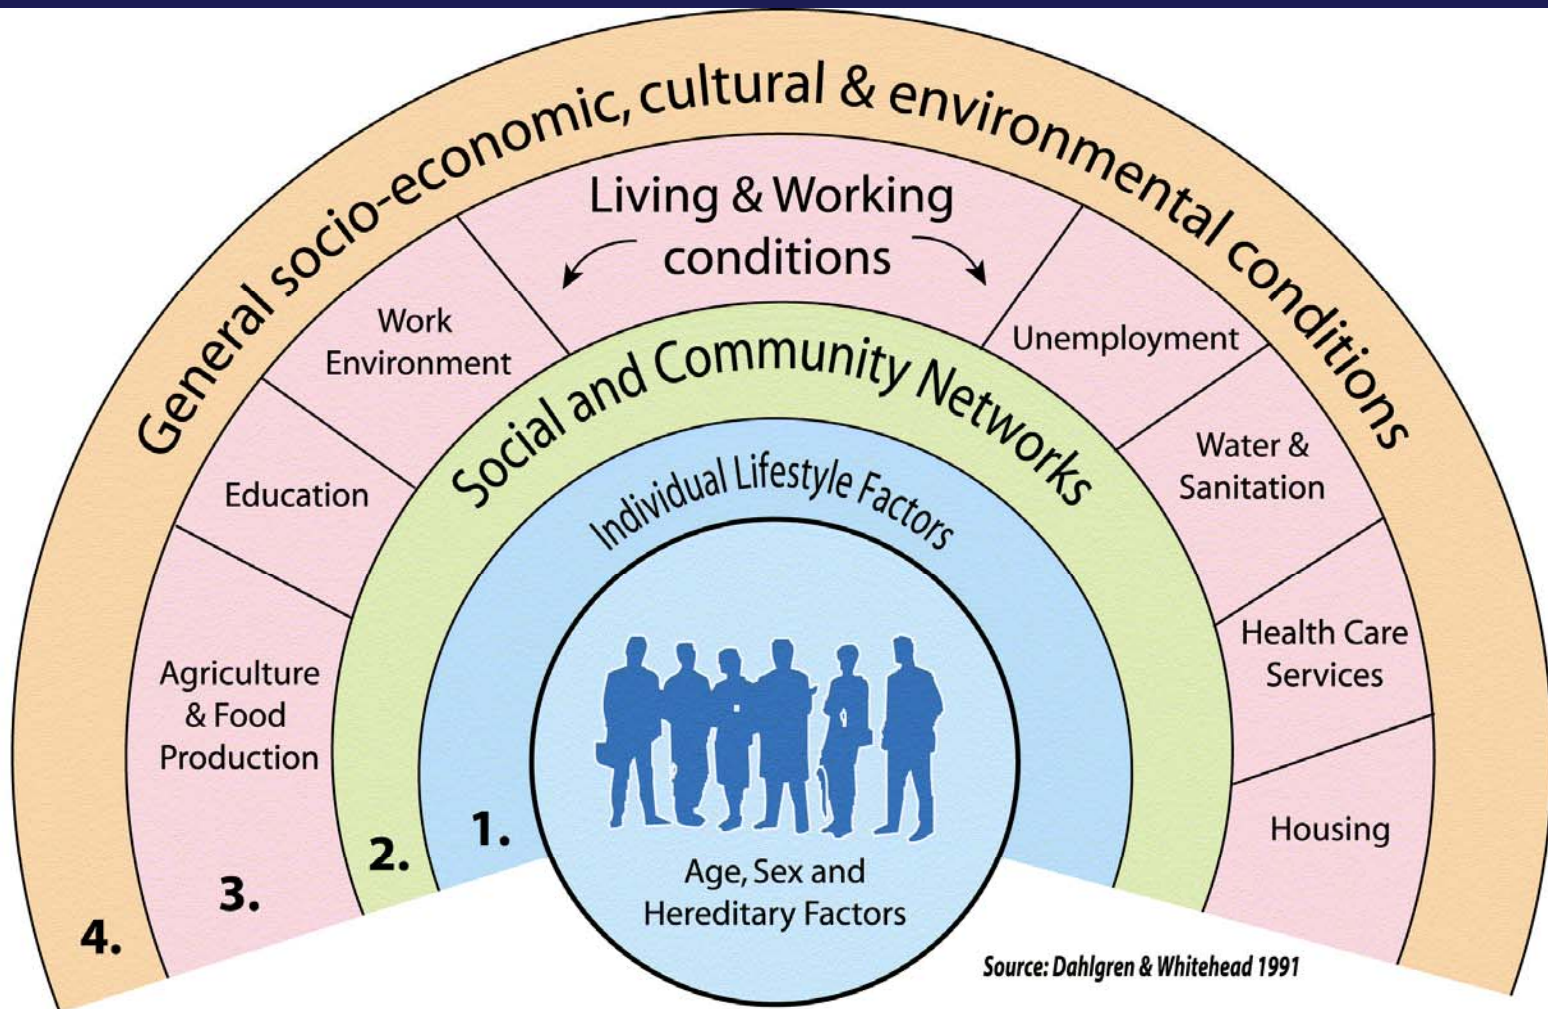 General socio-economic, cultural & environmental conditions
Living & Working
conditions
Work
Environment
Unemployment
Education
Water &
Sanitation
Agriculture
& Food
Production
Health Care
Services
Housing
Social and Community Networks
Individual Lifestyle Factors
Age, Sex and
Hereditary Factors
1.
2.
3.
4.
Source: Dahlgren & Whitehead 1991